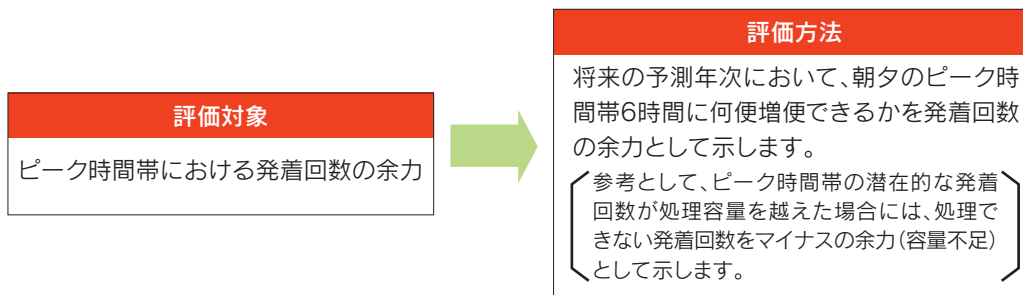 評価対象
ピーク時間帯における発着回数の余力
評価方法
将来の予測年次において、朝夕のピーク時
間帯6時間に何便増便できるかを発着回数
の余力として示します。
参考として、ピーク時間帯の潜在的な発着
回数が処理容量を越えた場合には、処理で
きない発着回数をマイナスの余力(容量不足)
として示します。